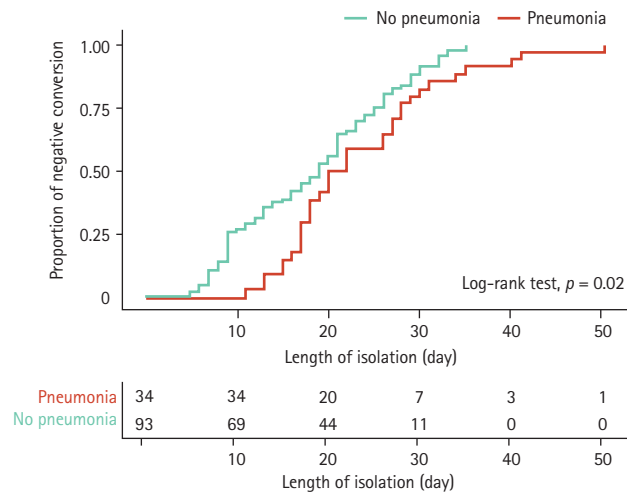 No pneumonia Pneumonia
Proportion of negative conversion
1.00
0.75
0.50
0.25
0
Log-rank test, p = 0.02
10 20 30 40 50
Length of isolation (day)
Pneumonia 34 34 20 7 3 1
No pneumonia 93 69 44 11 0 0
10 20 30 40 50
Length of isolation (day)